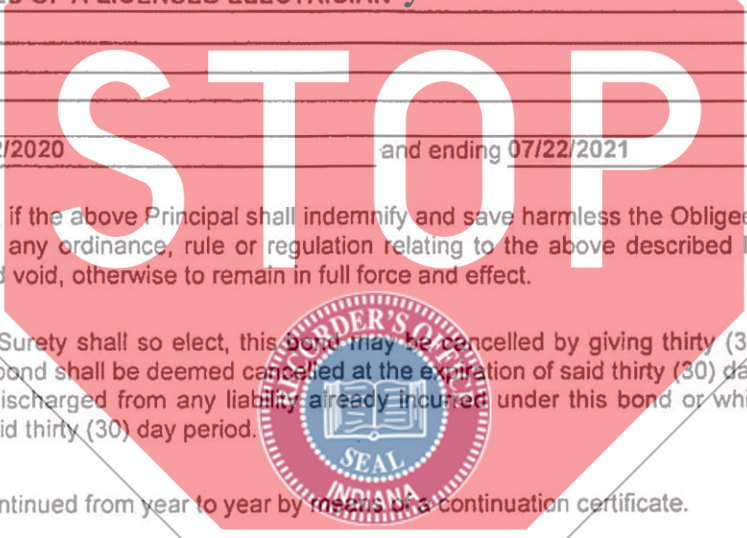 OF A LICENSES ELECTRICIAN
STOP
/2020 and ending 07/22/2021
if the above Principal shall indemnify and save harmless the Obligee
any ordinance, rule or regulation relating to the above described
void, otherwise to remain in full force and effect.
Surety shall so elect, this bond may be cancelled by giving thirty (3
bond shall be deemed cancelled at the expiration of said thirty (30) da
ischarged from any liability already incurred under this bond or whi
id thirty (30) day period.
RECORDER'S OFFICE
SEAL
INDIANA
ntinued from year to year by means of a continuation certificate.